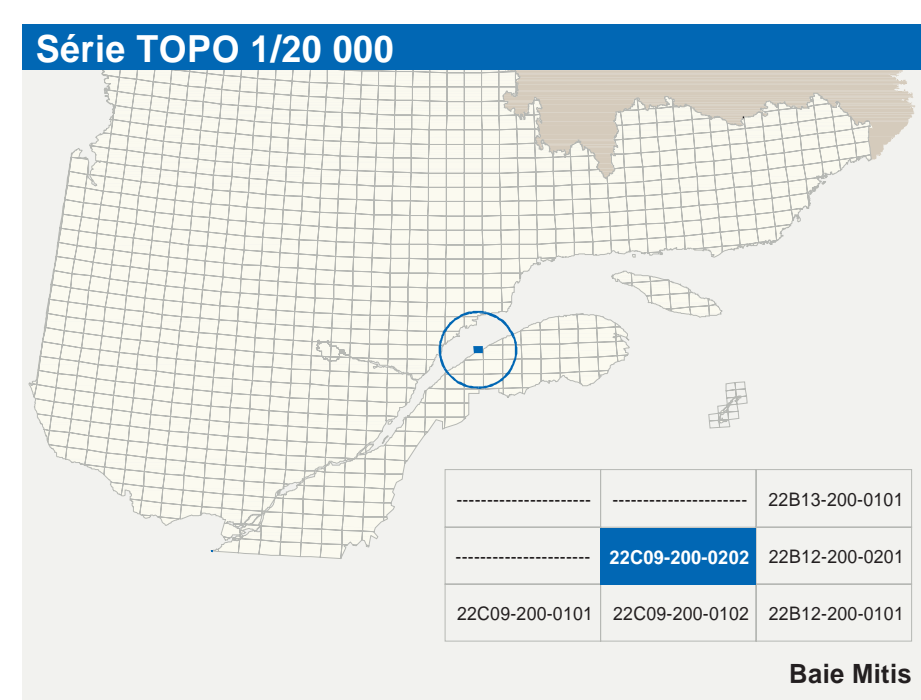 Série TOPO 1/20 000
--------------------- --------------------- 22B13-200-0101
--------------------- 22C09-200-0202 22B12-200-0201
22C09-200-0101 22C09-200-0102 22B12-200-0101
Baie Mitis